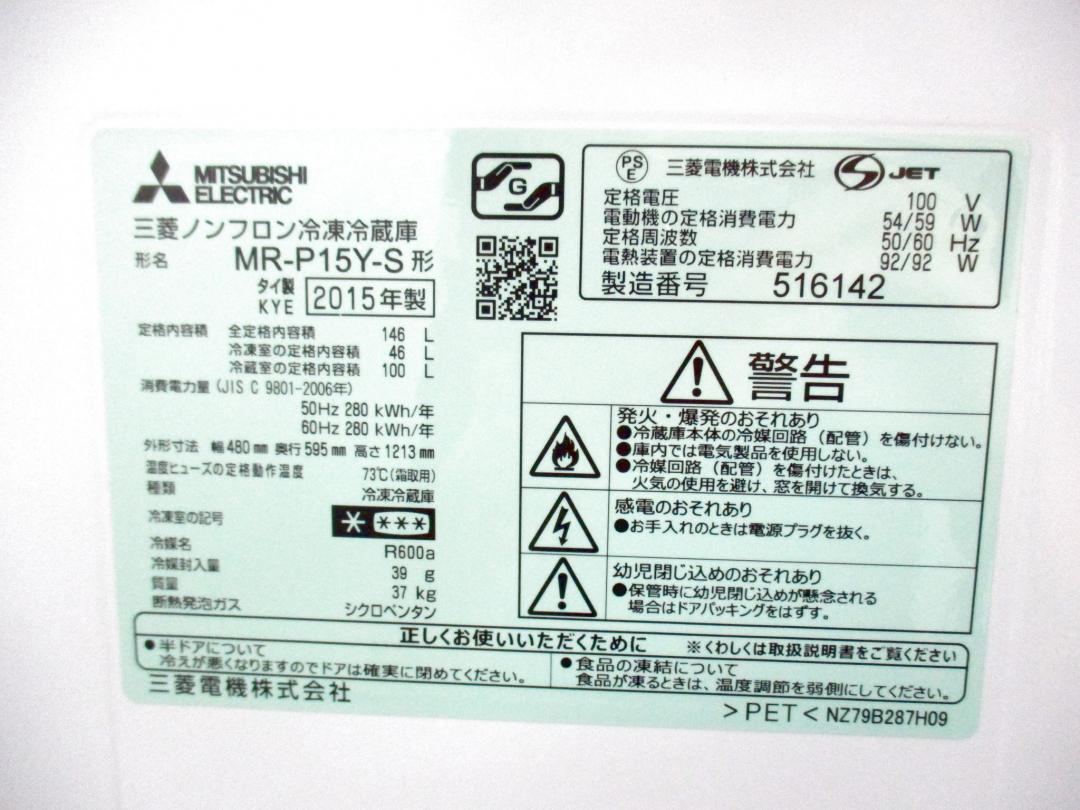 MITSUBISHI
ELECTRIC
三菱ノンフロン冷凍冷蔵庫
形名 MR-P15Y-S 形
タイ製
KYE 2015年製
定格内容積 全定格内容積 146 L
冷凍室の定格内容積 46 L
冷蔵室の定格内容積 100 L
消費電力量 (JIS C 9801-2006年)
50Hz 280 kWh/年
60Hz 280 kWh/年
外形寸法 幅480mm 奥行595mm 高さ1213mm
温度ヒューズの定格動作温度 73℃(霜取用)
種類 冷凍冷蔵庫
冷凍室の記号 * ***
冷媒名 R600a
冷媒封入量 39 g
質量 37 kg
断熱発泡ガス シクロペンタン
G
PS
E 三菱電機株式会社 JET
定格電圧 100 V
電動機の定格消費電力 54/59 W
定格周波数 50/60 Hz
電熱装置の定格消費電力 92/92 W
製造番号 516142
警告
発火・爆発のおそれあり
●冷蔵庫本体の冷媒回路(配管)を傷付けない。
●庫内では電気製品を使用しない。
●冷媒回路(配管)を傷付けたときは、
火気の使用を避け、窓を開けて換気する。
感電のおそれあり
●お手入れのときは電源プラグを抜く。
幼児閉じ込めのおそれあり
●保管時に幼児閉じ込めが懸念される
場合はドアパッキングをはずす。
正しくお使いいただくために ※くわしくは取扱説明書をご覧ください
●半ドアについて
冷えが悪くなりますのでドアは確実に閉めてください。
●食品の凍結について
食品が凍るときは、温度調節を弱側にしてください。
三菱電機株式会社
>PET< NZ79B287H09